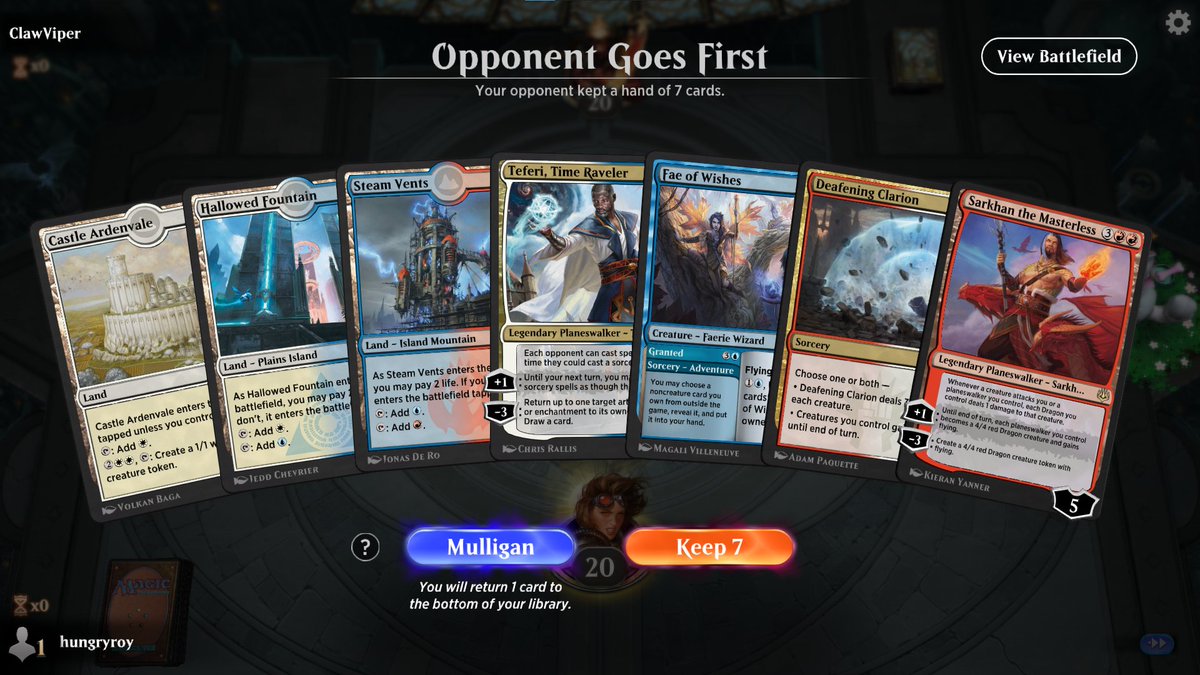 ClawViper
x0
Opponent Goes First
Your opponent kept a hand of 7 cards.
20
View Battlefield
Castle Ardenvale
Land
Castle Ardenvale enters
tapped unless you contro
: Add
2 : Create a 1/1 w
creature token.
VOLKAN BAGA
Hallowed Fountain
Land – Plains Island
As Hallowed Fountain ent
battlefield, you may pay 2
don't, it enters the battl
: Add
: Add
JEDD CHEVRIER
Steam Vents
Land – Island Mountain
As Steam Vents enters the
you may pay 2 life. If you
enters the battlefield tap
: Add
: Add
JONAS DE RO
Teferi, Time Raveler
Legendary Planeswalker – T
Each opponent can cast spe
time they could cast a sorc
+1
Until your next turn, you m
sorcery spells as though th
-3
Return up to one target art
or enchantment to its own
Draw a card.
CHRIS RALLIS
Fae of Wishes
Creature – Faerie Wizard
Granted 3
Sorcery – Adventure
You may choose a
noncreature card you
own from outside the
game, reveal it, and put
it into your hand.
Flying
1
cards
of Wi
owne
MAGALI VILLENEUVE
Deafening Clarion
Sorcery
Choose one or both —
• Deafening Clarion deals
each creature.
• Creatures you control ga
until end of turn.
ADAM PAQUETTE
Sarkhan the Masterless 3
Legendary Planeswalker – Sarkh...
Whenever a creature attacks you or a
planeswalker you control, each Dragon you
control deals 1 damage to that creature.
+1
Until end of turn, each planeswalker you control
becomes a 4/4 red Dragon creature and gains
flying.
-3
Create a 4/4 red Dragon creature token with
flying.
KIERAN YANNER
5
?
Mulligan
Keep 7
You will return 1 card to
the bottom of your library.
20
MAGIC
x0
1
hungryroy